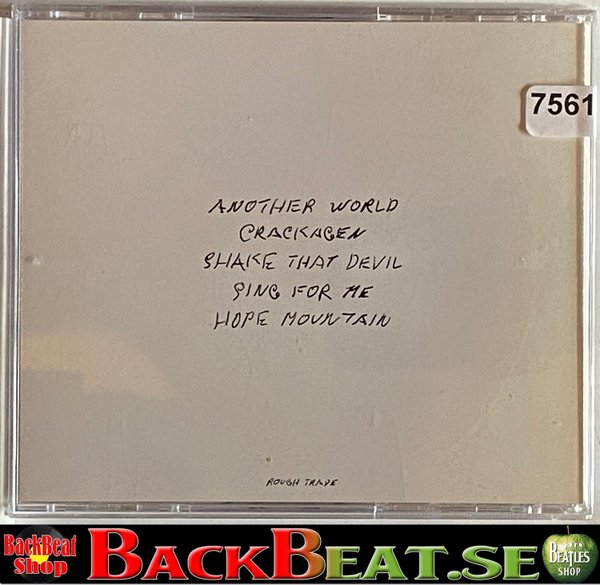 7561
ANOTHER WORLD
CRACKAGEN
SHAKE THAT DEVIL
SING FOR ME
HOPE MOUNTAIN
ROUGH TRADE
BackBeat
Shop
BACKBEAT.SE
BEATLES
SHOP